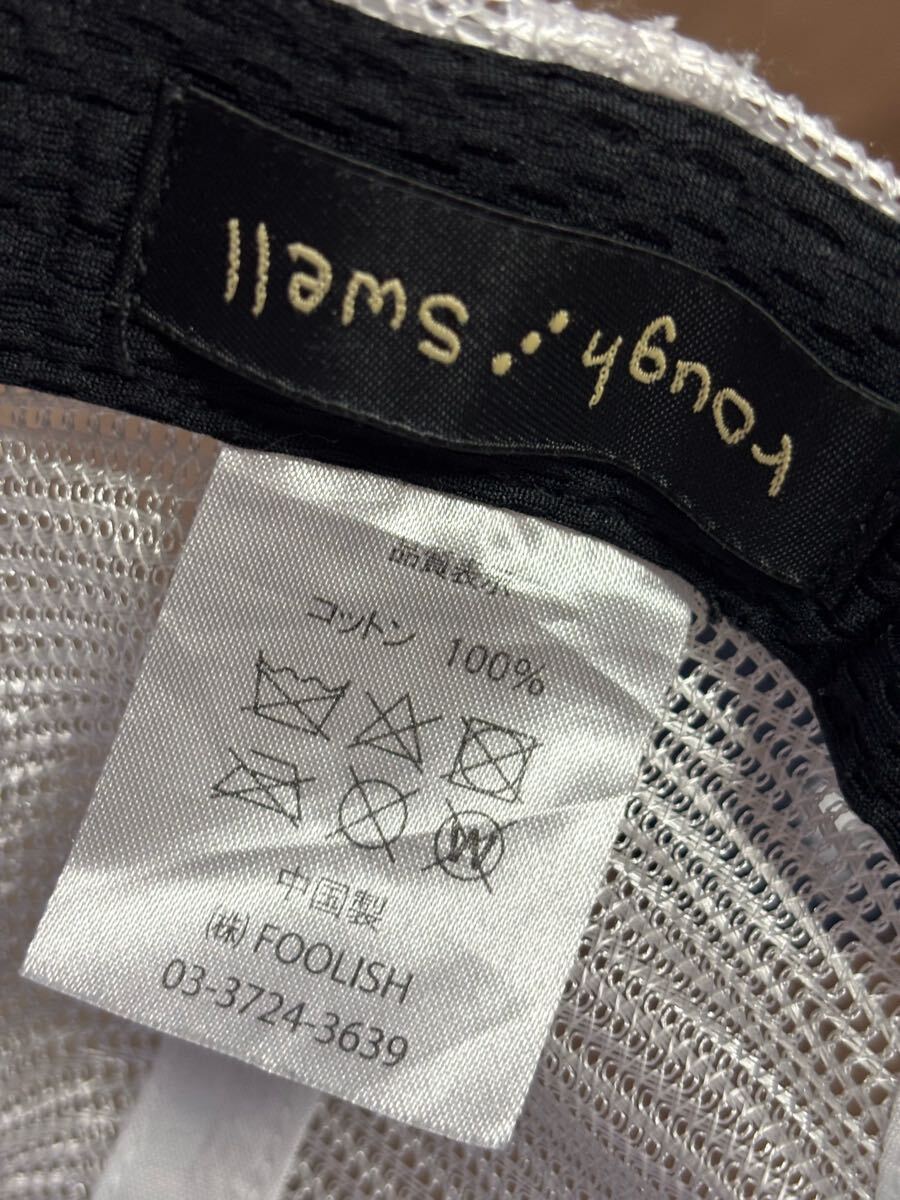 rough swell
品質表示
コットン 100%
W
中国製
(株) FOOLISH
03-3724-3639